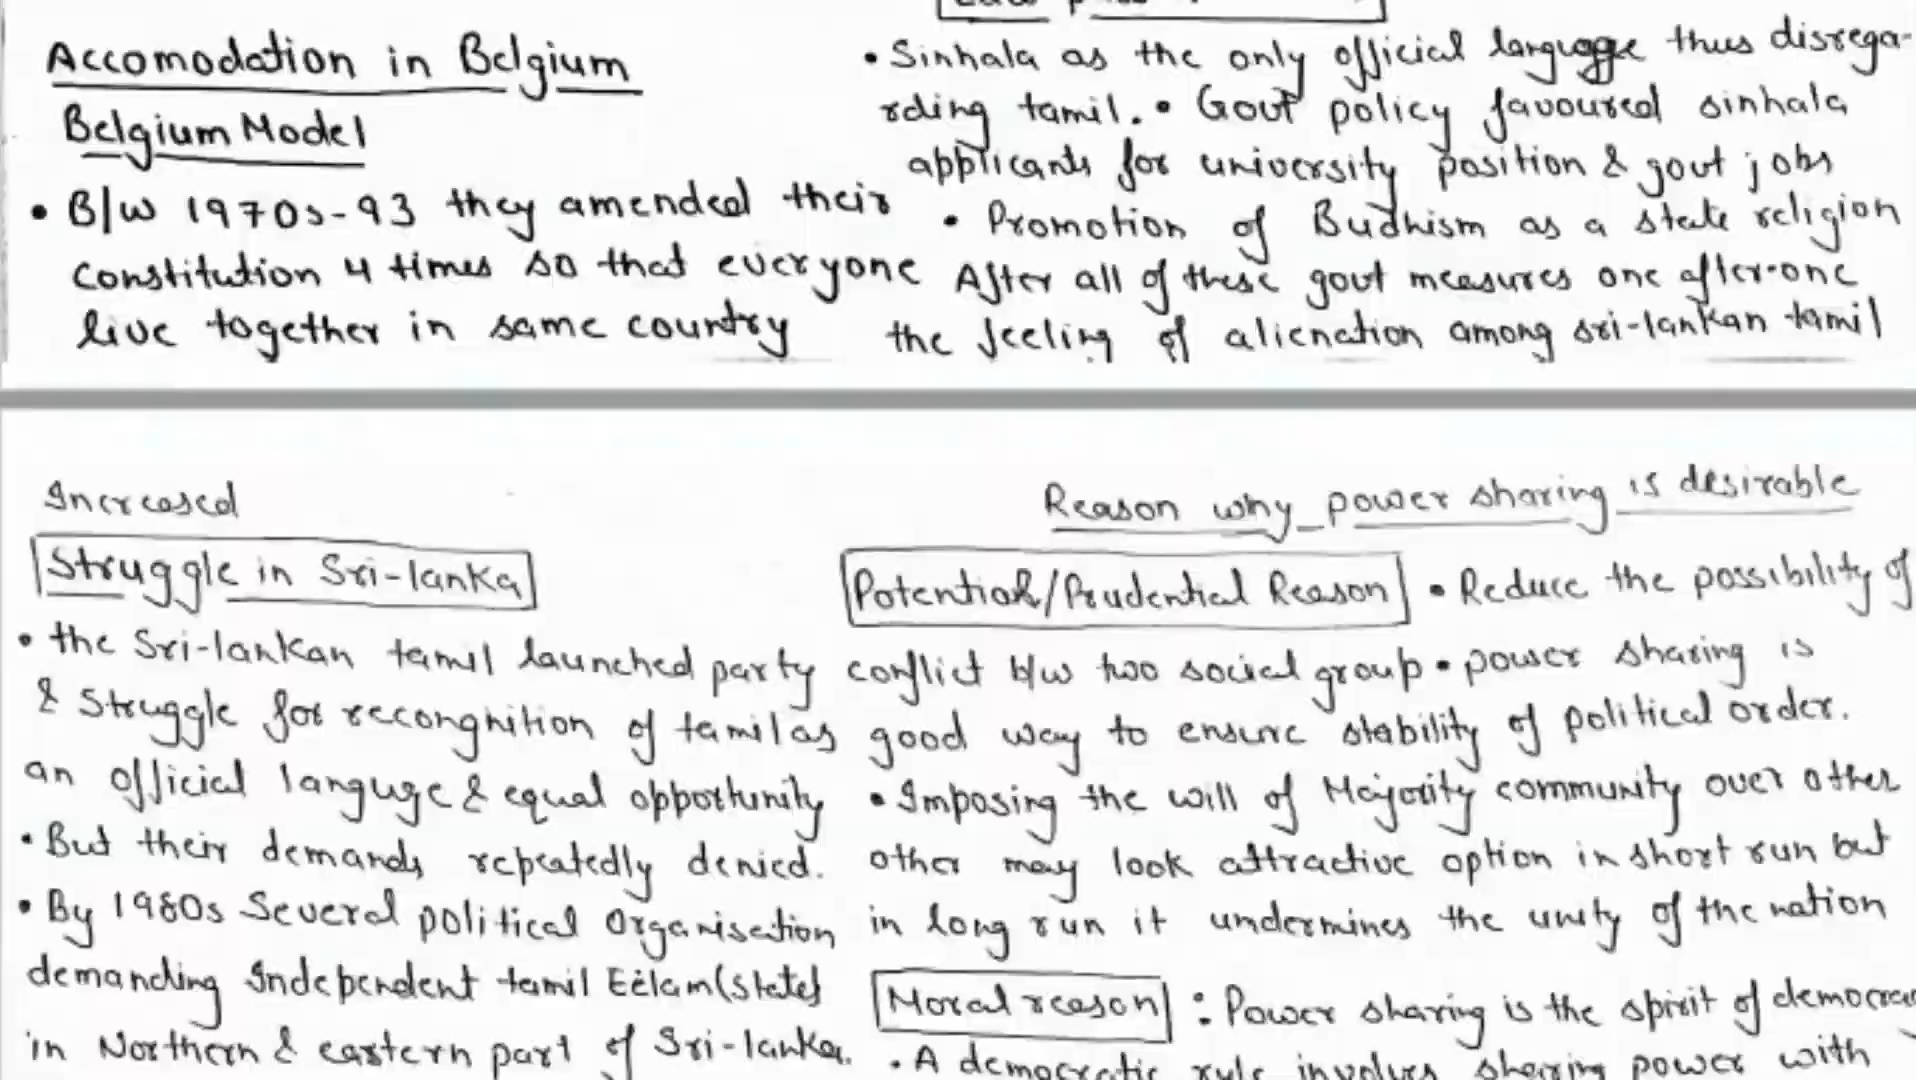 Accomodation in Belgium
Belgium Model
• B/w 1970s-93 they amended their
Constitution 4 times so that everyone
live together in same country
• Sinhala as the only official language thus disrega-
rding tamil. • Govt policy favoured sinhala
applicants for university position & govt jobs
• Promotion of Budhism as a state religion
After all of these govt measures one after-one
the feeling of alienation among sri-lankan tamil
Increased
Struggle in Sri-lanka
• the Sri-lankan tamil launched party
& Struggle for recongnition of tamil as
an official languge & equal opportunity
• But their demands repeatedly denied.
• By 1980s Several political Organisation
demanding Independent tamil Eelam (state)
in Northern & eastern part of Sri-lanka.
Reason why power sharing is desirable
Potential/Prudential Reason • Reduce the possibility of
conflict b/w two social group • power sharing is
good way to ensure stability of political order.
• Imposing the will of Majority community over other
other may look attractive option in short run but
in long run it undermines the unity of the nation
Moral reason : Power sharing is the spirit of democra
• A democratic rule involves sharing power with